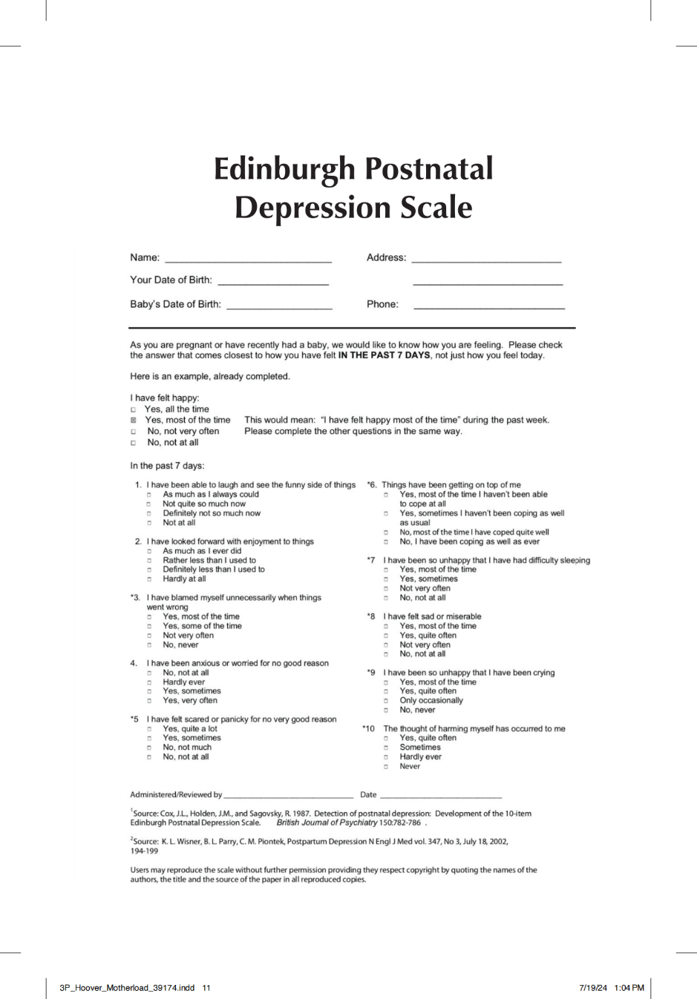 Edinburgh Postnatal
Depression Scale
Name: ______________________________ Address: ___________________________
Your Date of Birth: ____________________ ___________________________
Baby’s Date of Birth: ___________________ Phone: ___________________________
As you are pregnant or have recently had a baby, we would like to know how you are feeling. Please check
the answer that comes closest to how you have felt IN THE PAST 7 DAYS, not just how you feel today.
Here is an example, already completed.
I have felt happy:
□ Yes, all the time
☒ Yes, most of the time This would mean: “I have felt happy most of the time” during the past week.
□ No, not very often Please complete the other questions in the same way.
□ No, not at all
In the past 7 days:
1. I have been able to laugh and see the funny side of things
□ As much as I always could
□ Not quite so much now
□ Definitely not so much now
□ Not at all
2. I have looked forward with enjoyment to things
□ As much as I ever did
□ Rather less than I used to
□ Definitely less than I used to
□ Hardly at all
*3. I have blamed myself unnecessarily when things
went wrong
□ Yes, most of the time
□ Yes, some of the time
□ Not very often
□ No, never
4. I have been anxious or worried for no good reason
□ No, not at all
□ Hardly ever
□ Yes, sometimes
□ Yes, very often
*5 I have felt scared or panicky for no very good reason
□ Yes, quite a lot
□ Yes, sometimes
□ No, not much
□ No, not at all
*6. Things have been getting on top of me
□ Yes, most of the time I haven’t been able
to cope at all
□ Yes, sometimes I haven’t been coping as well
as usual
□ No, most of the time I have coped quite well
□ No, I have been coping as well as ever
*7 I have been so unhappy that I have had difficulty sleeping
□ Yes, most of the time
□ Yes, sometimes
□ Not very often
□ No, not at all
*8 I have felt sad or miserable
□ Yes, most of the time
□ Yes, quite often
□ Not very often
□ No, not at all
*9 I have been so unhappy that I have been crying
□ Yes, most of the time
□ Yes, quite often
□ Only occasionally
□ No, never
*10 The thought of harming myself has occurred to me
□ Yes, quite often
□ Sometimes
□ Hardly ever
□ Never
Administered/Reviewed by ______________________________ Date ____________________________
¹Source: Cox, J.L., Holden, J.M., and Sagovsky, R. 1987. Detection of postnatal depression: Development of the 10-item
Edinburgh Postnatal Depression Scale. British Journal of Psychiatry 150:782-786 .
²Source: K. L. Wisner, B. L. Parry, C. M. Piontek, Postpartum Depression N Engl J Med vol. 347, No 3, July 18, 2002,
194-199
Users may reproduce the scale without further permission providing they respect copyright by quoting the names of the
authors, the title and the source of the paper in all reproduced copies.
3P_Hoover_Motherload_39174.indd 11 7/19/24 1:04 PM